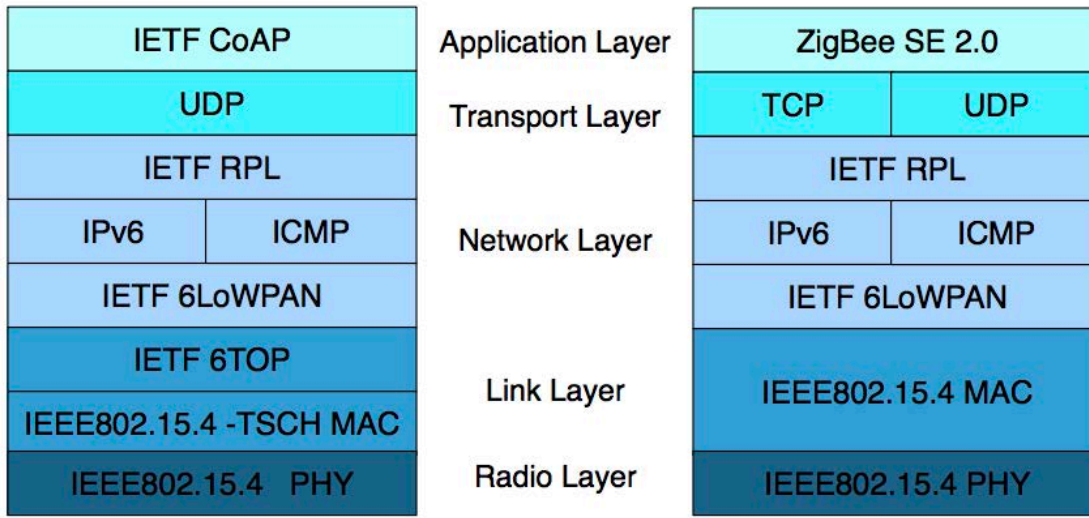 IETF CoAP
UDP
IETF RPL
IPv6 ICMP
IETF 6LoWPAN
IETF 6TOP
IEEE802.15.4 -TSCH MAC
IEEE802.15.4 PHY
Application Layer
Transport Layer
Network Layer
Link Layer
Radio Layer
ZigBee SE 2.0
TCP UDP
IETF RPL
IPv6 ICMP
IETF 6LoWPAN
IEEE802.15.4 MAC
IEEE802.15.4 PHY